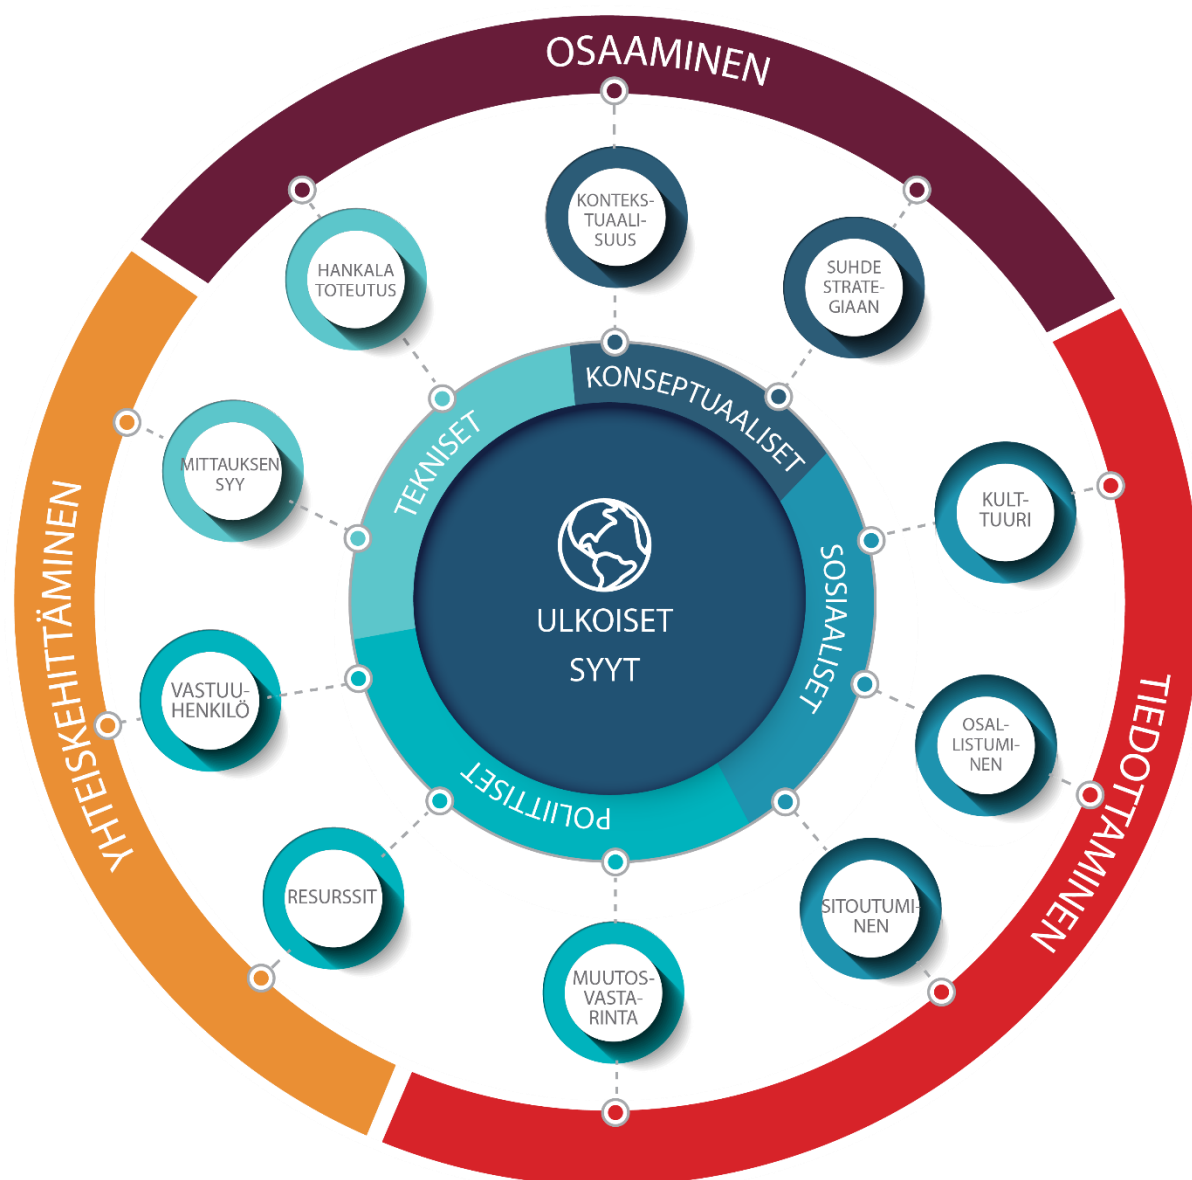 OSAAMINEN
KONTEKS-
TUAALI-
SUUS
SUHDE
STRATE-
GIAAN
HANKALA
TOTEUTUS
KONSEPTUAALISET
TEKNISET
MITTAUKSEN
SYY
KULT-
TUURI
SOSIAALISET
ULKOISET
SYYT
YHTEISKEHITTÄMINEN
VASTUU-
HENKILÖ
OSAL-
LISTUMI-
NEN
TIEDOTTAMINEN
POLIITTISET
RESURSSIT
SITOUTUMI-
NEN
MUUTOS-
VASTA-
RINTA